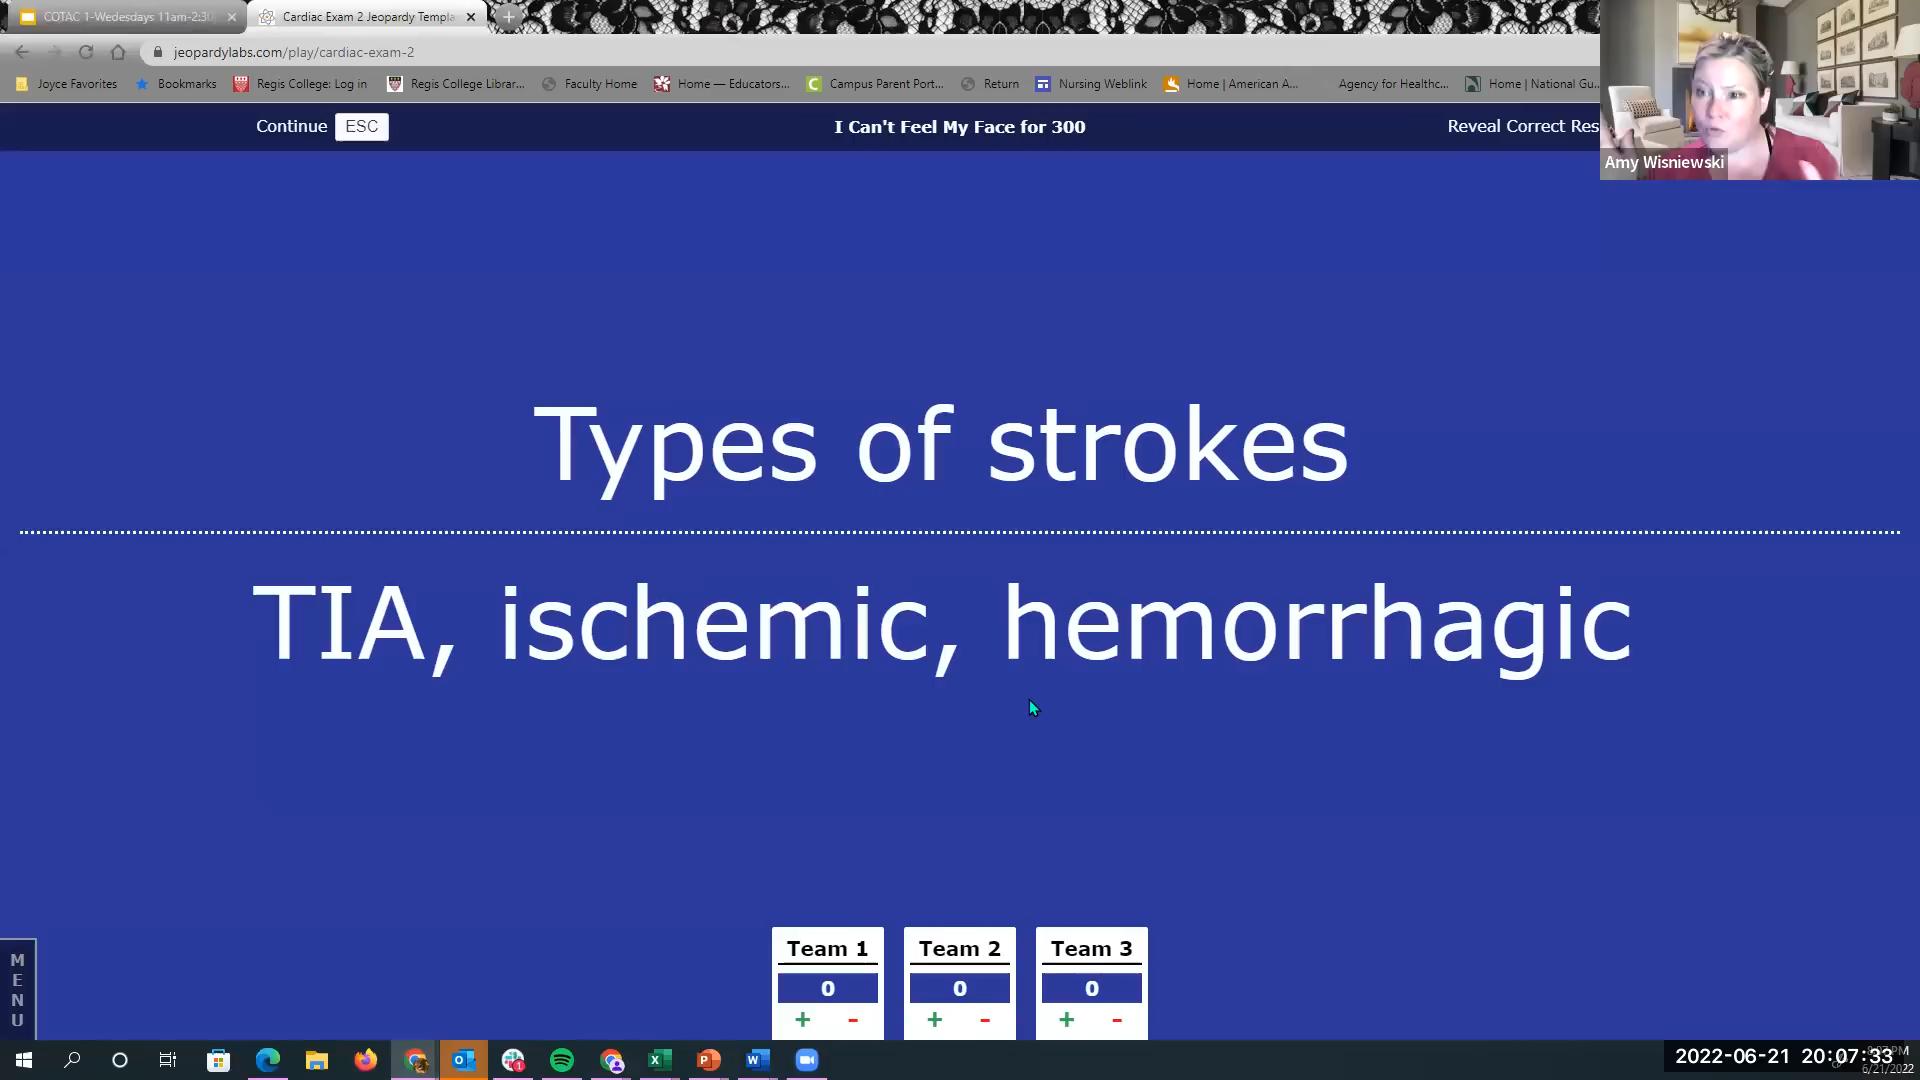 COTAC 1-Wedesdays 11am-2:30
Cardiac Exam 2 Jeopardy Templa
jeopardylabs.com/play/cardiac-exam-2
Joyce Favorites
Bookmarks
Regis College: Log in
Regis College Librar...
Faculty Home
Home — Educators...
Campus Parent Port...
Return
Nursing Weblink
Home | American A...
Agency for Healthc...
Home | National Gu...
Continue ESC
I Can't Feel My Face for 300
Reveal Correct Res
Amy Wisniewski
Types of strokes
TIA, ischemic, hemorrhagic
MENU
Team 1
0
+ -
Team 2
0
+ -
Team 3
0
+ -
2022-06-21 20:07:33
6/21/2022